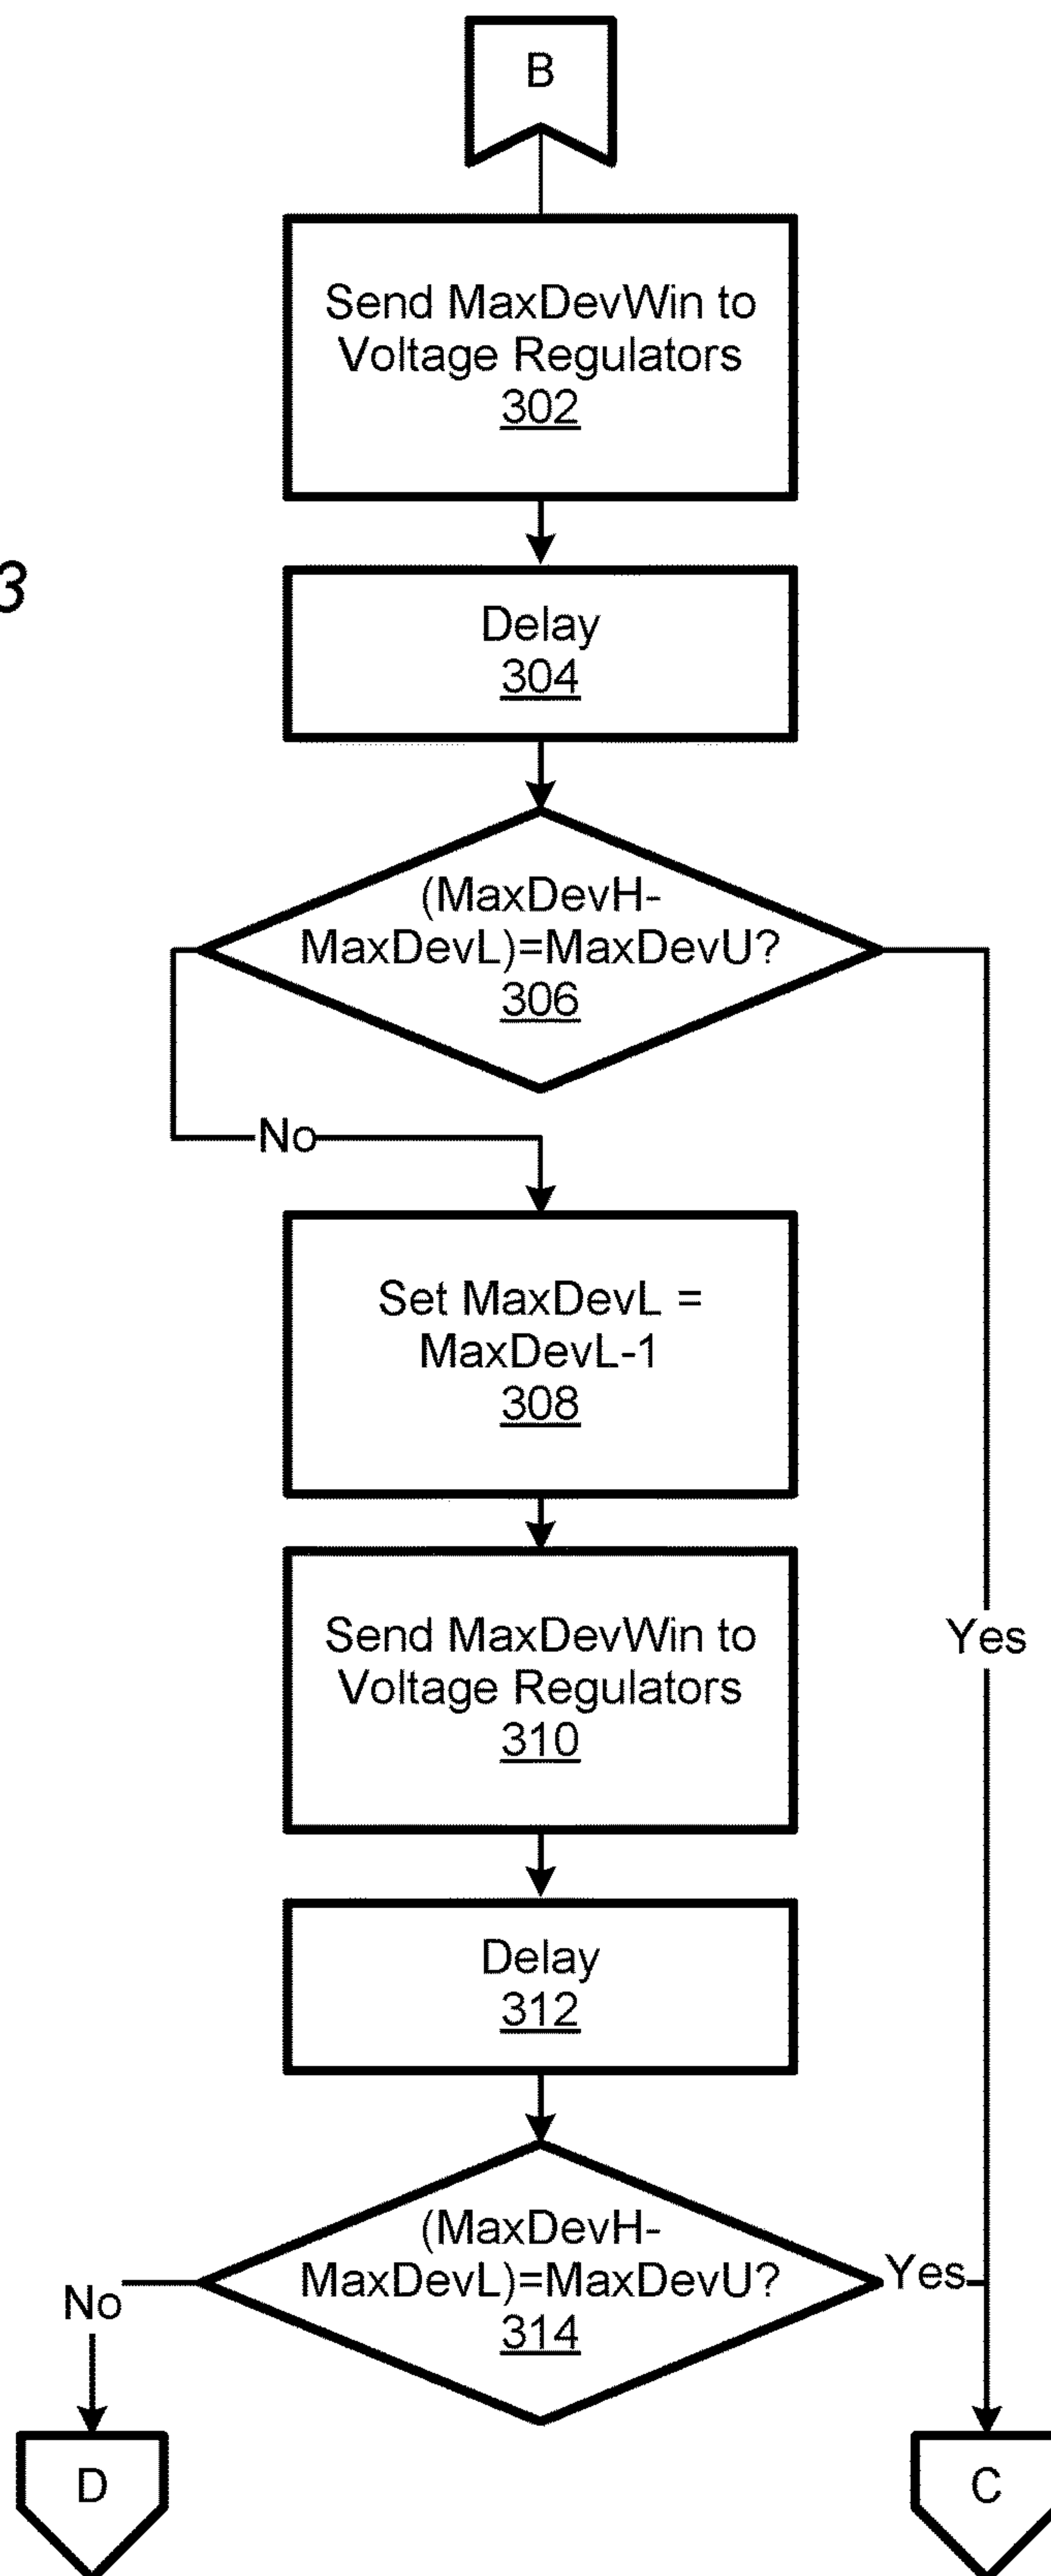 B
Send MaxDevWin to
Voltage Regulators
302
3
Delay
304
(MaxDevH-
MaxDevL)=MaxDevU?
306
No
Set MaxDevL =
MaxDevL-1
308
Send MaxDevWin to
Voltage Regulators
310
Yes
Delay
312
(MaxDevH-
MaxDevL)=MaxDevU?
314
Yes
No
D
C